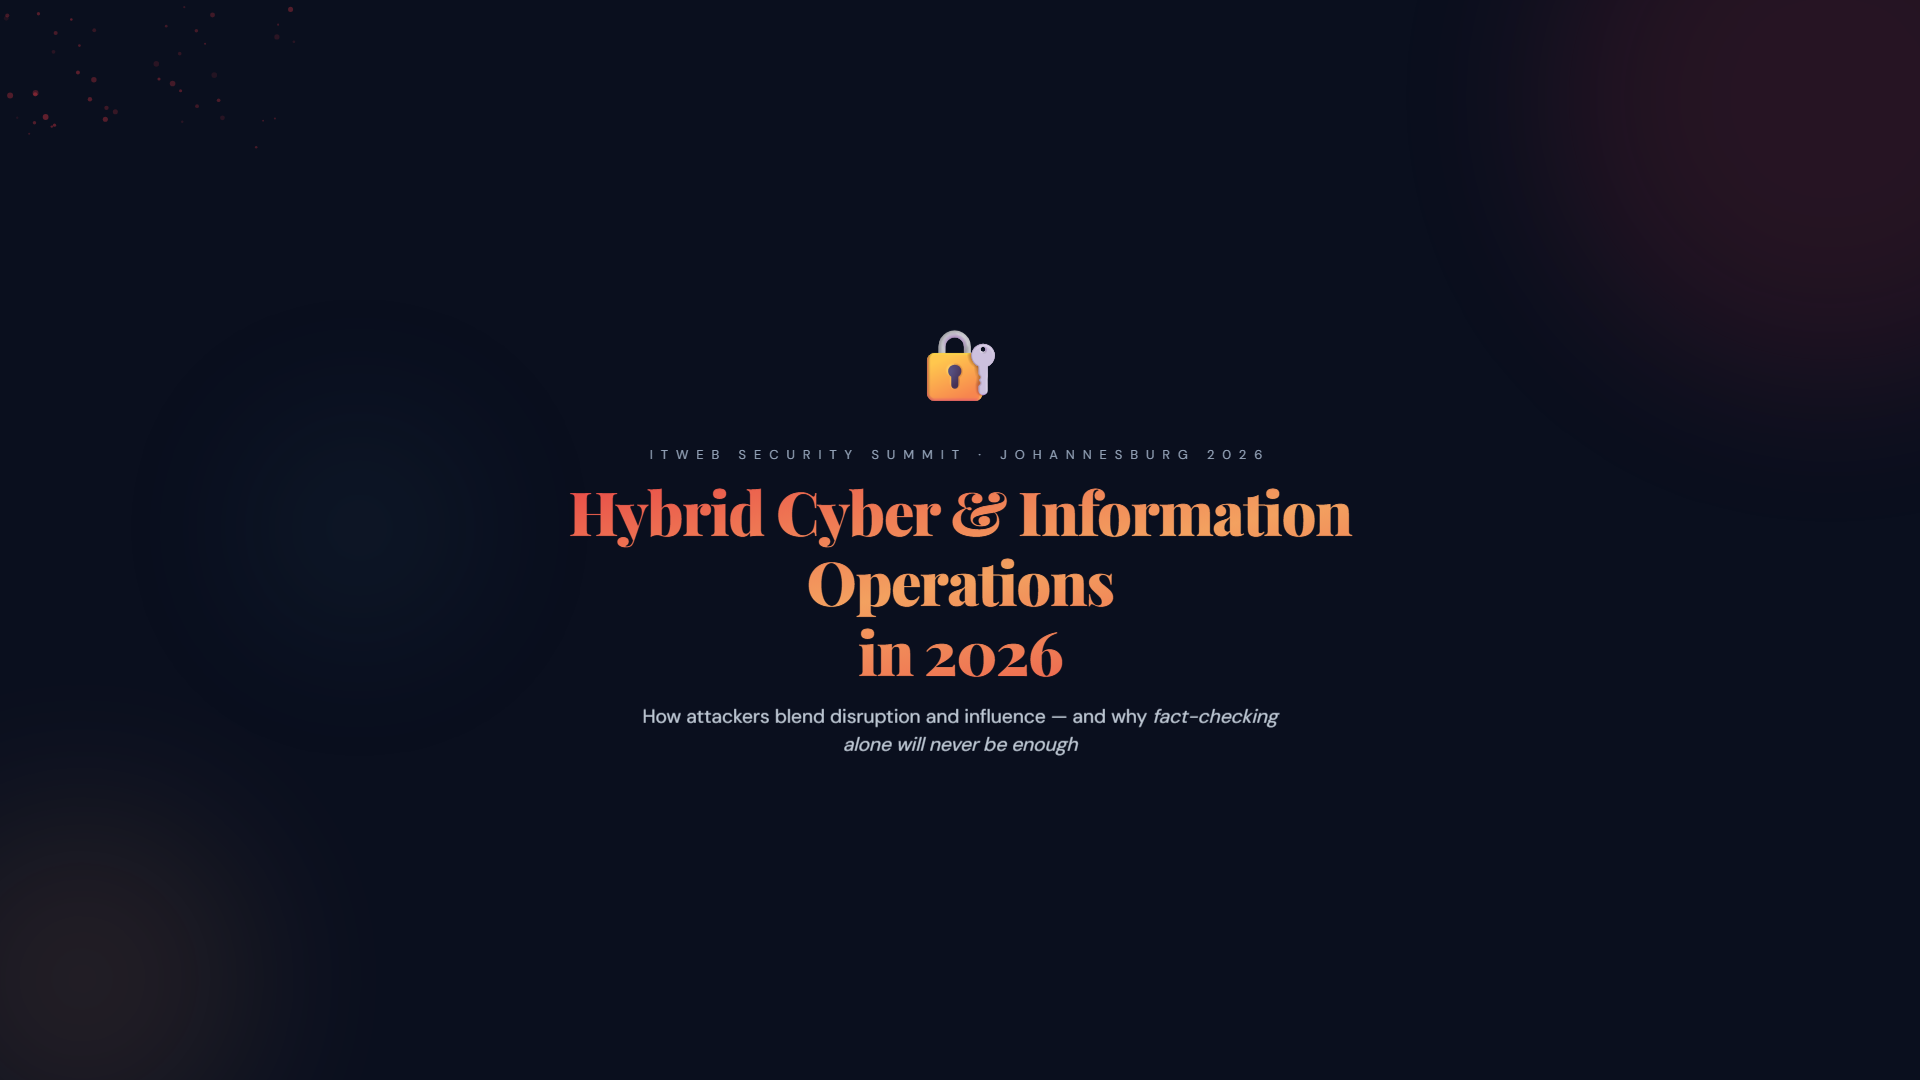 ITWEB SECURITY SUMMIT · JOHANNESBURG 2026
Hybrid Cyber & Information
Operations
in 2026
How attackers blend disruption and influence — and why fact-checking
alone will never be enough